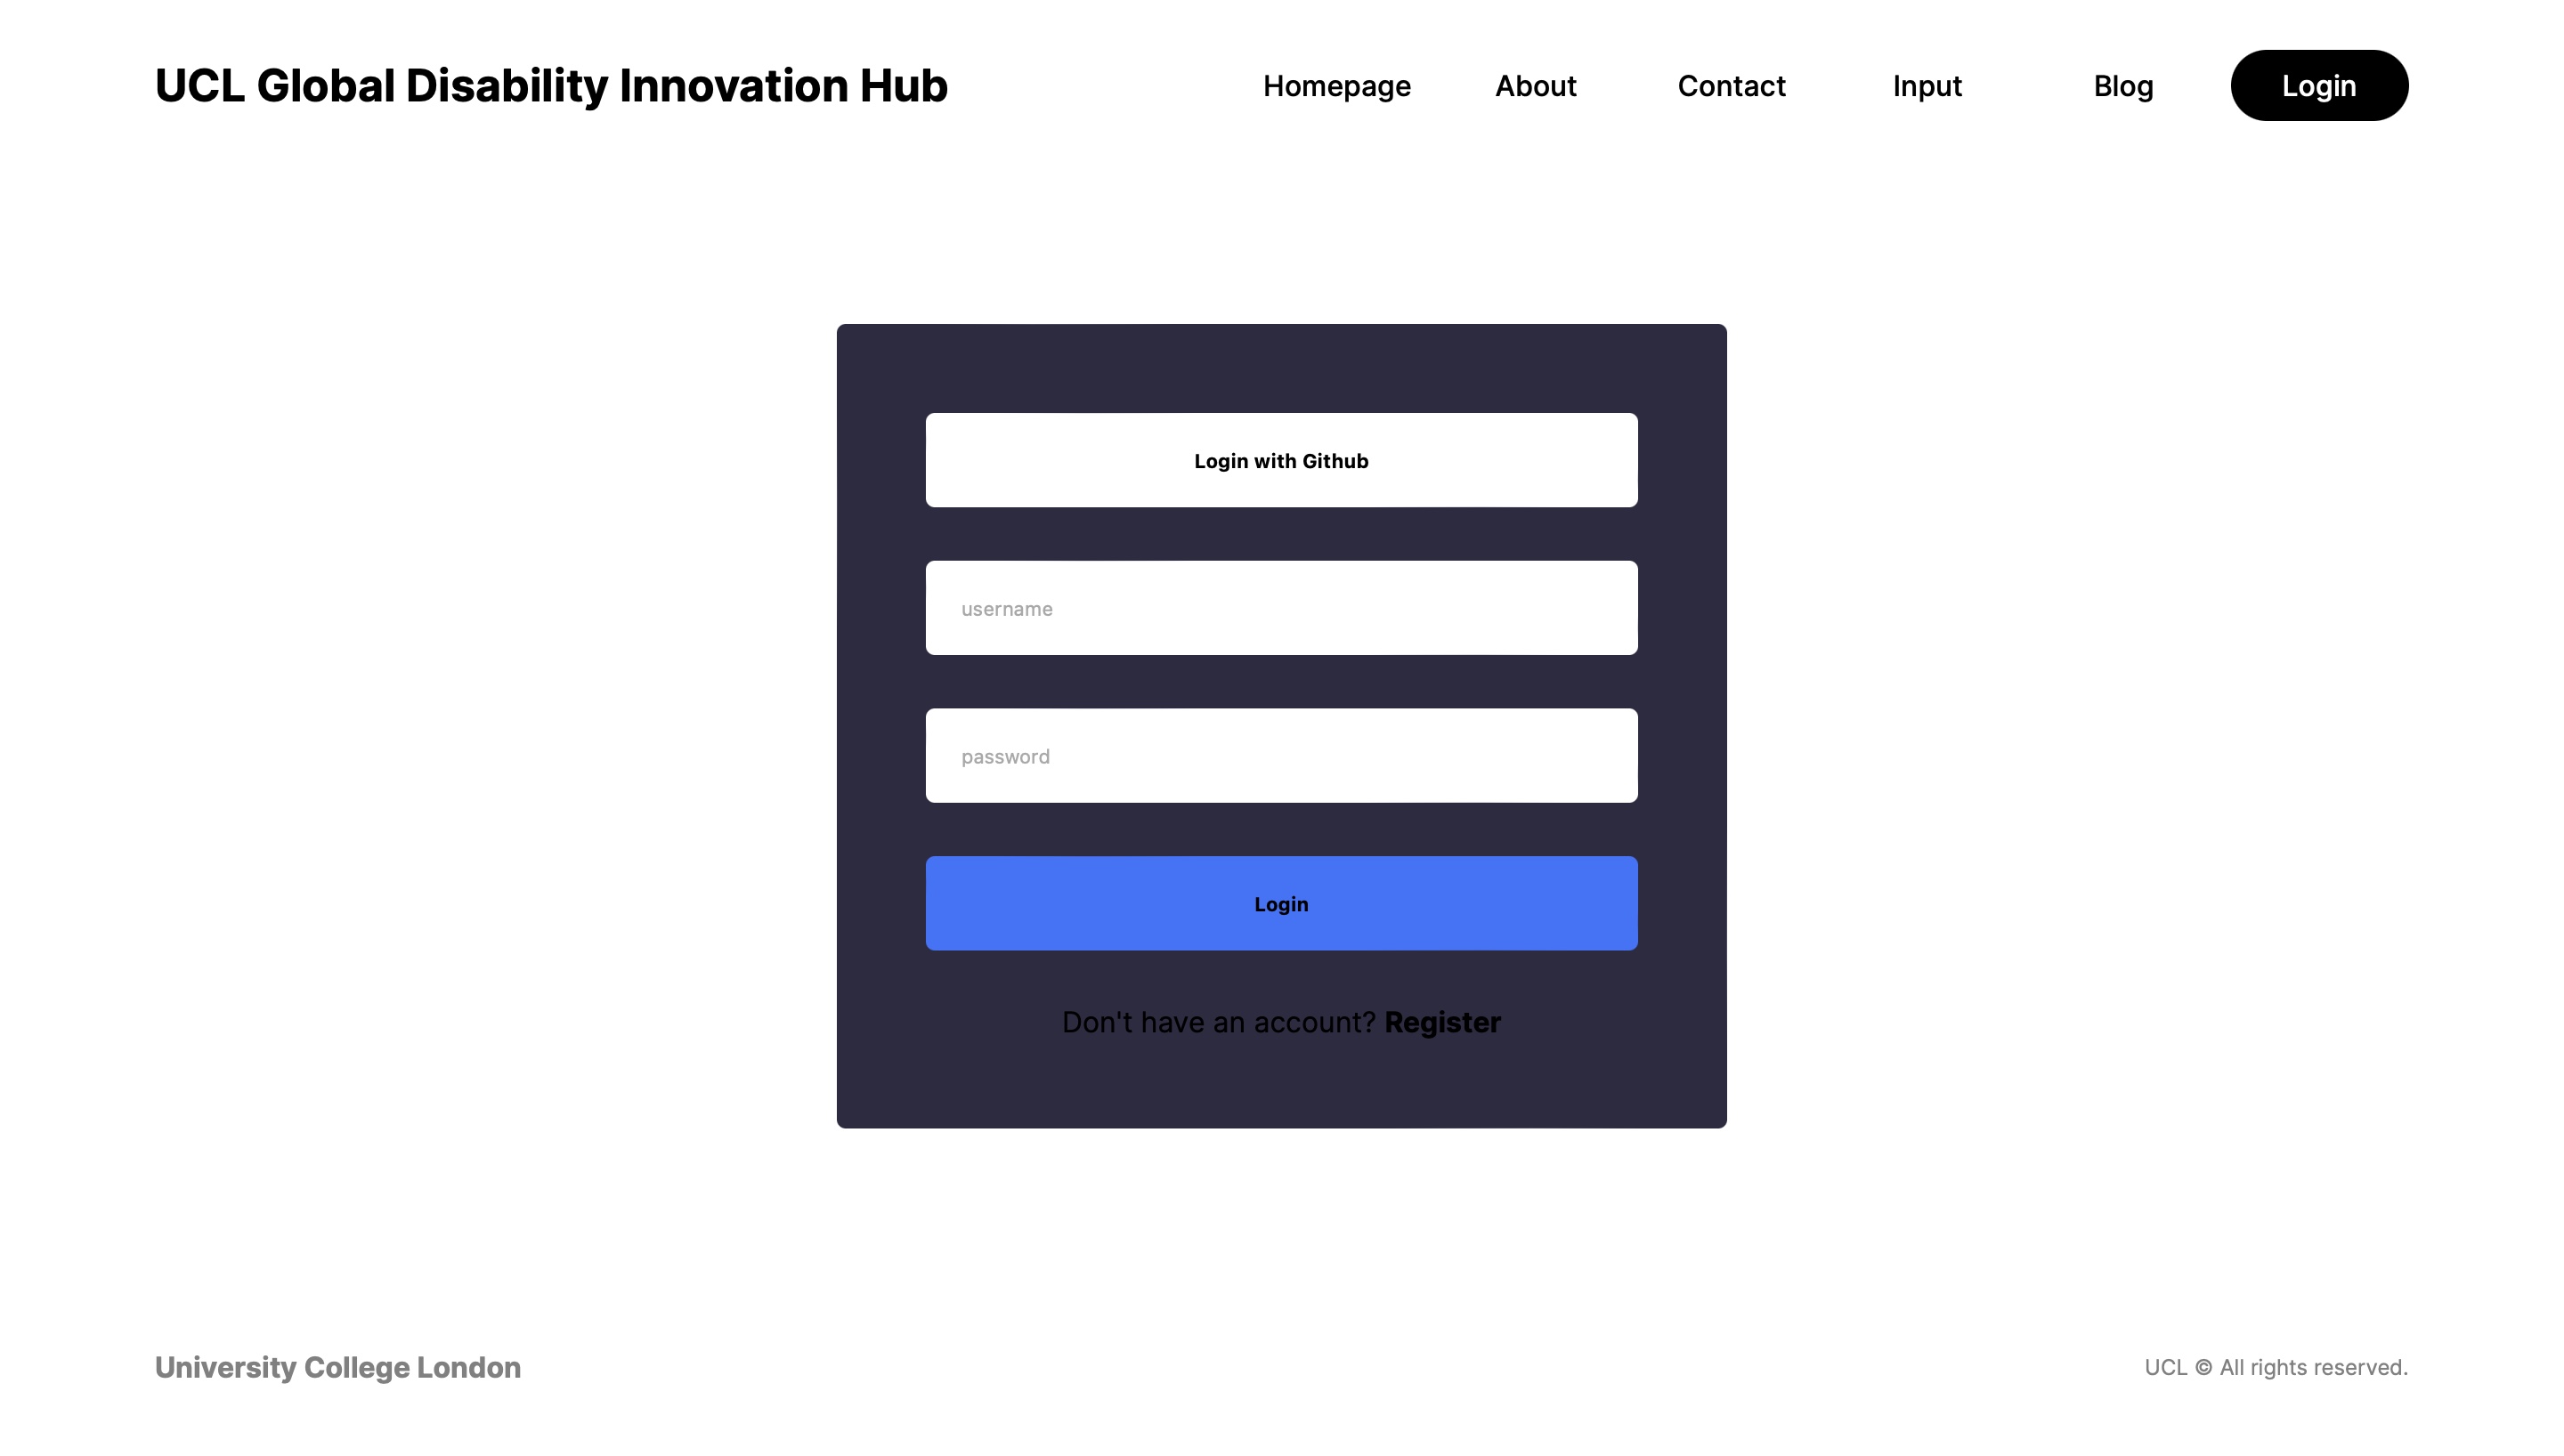 UCL Global Disability Innovation Hub
Homepage About Contact Input Blog Login
Login with Github
username
password
Login
Don't have an account? Register
University College London
UCL © All rights reserved.